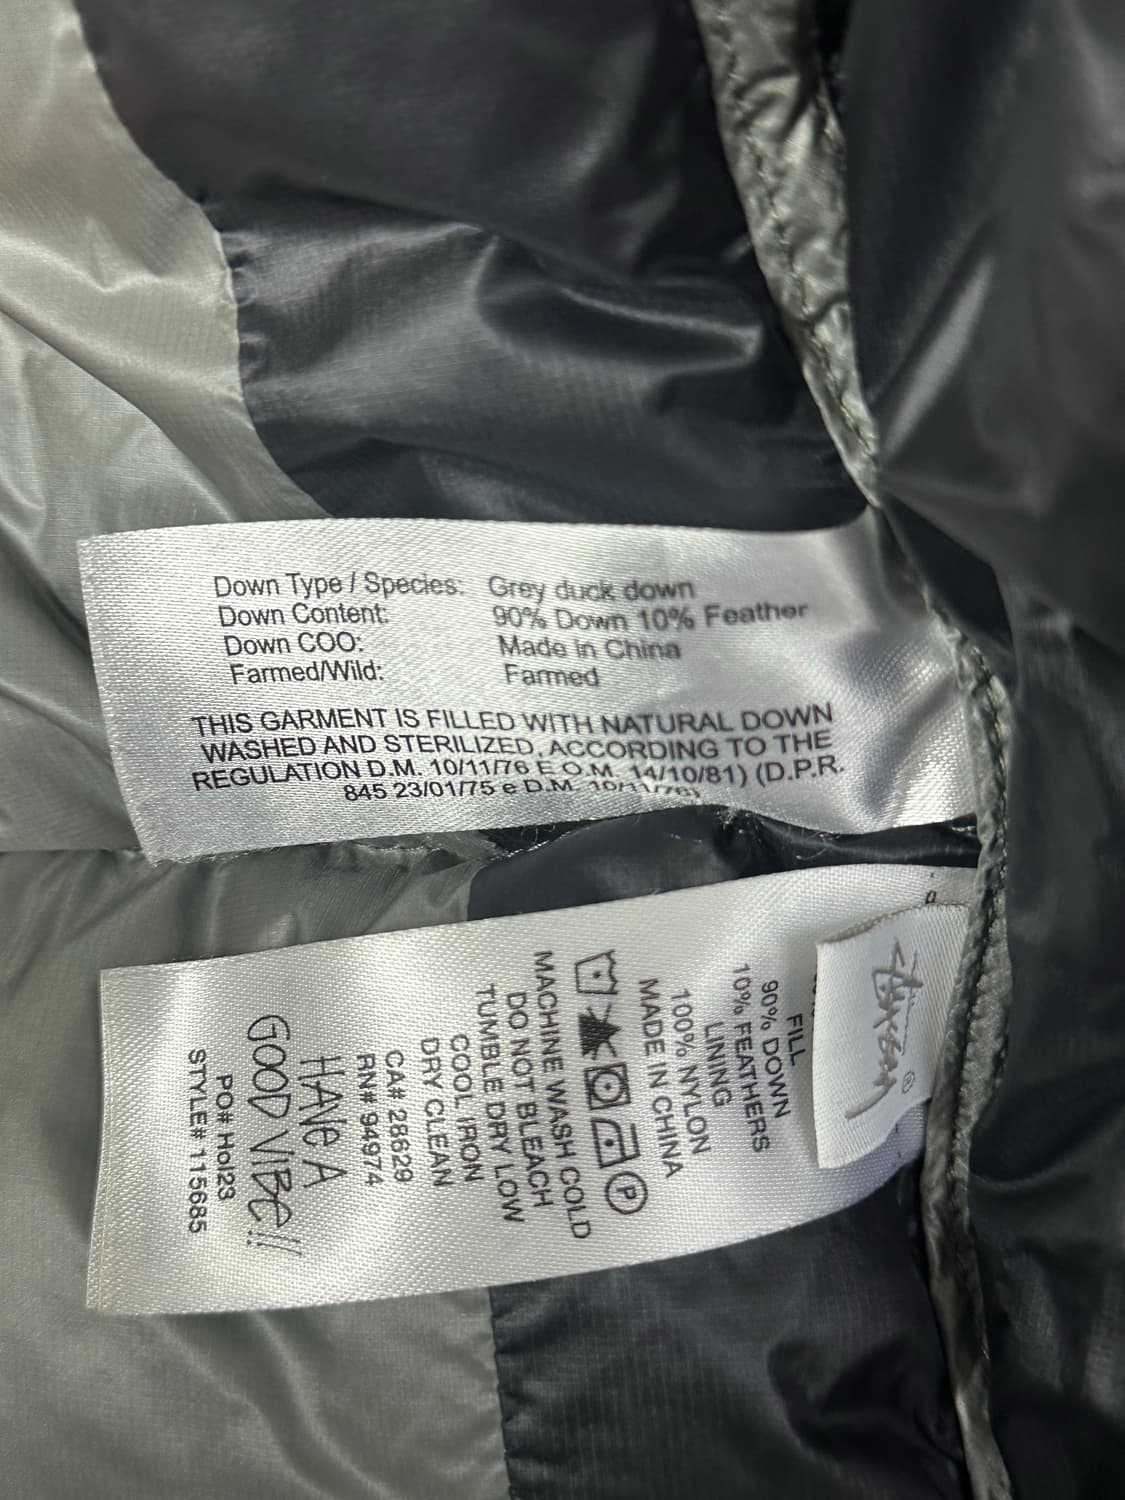 Down Type / Species: Grey duck down
Down Content: 90% Down 10% Feather
Down COO: Made in China
Farmed/Wild: Farmed
THIS GARMENT IS FILLED WITH NATURAL DOWN
WASHED AND STERILIZED, ACCORDING TO THE
REGULATION D.M. 10/11/76 E O.M. 14/10/81) (D.P.R.
845 23/01/75 e D.M. 10/11/76)
Stüssy ®
FILL
90% DOWN
10% FEATHERS
LINING
100% NYLON
MADE IN CHINA
P
MACHINE WASH COLD
DO NOT BLEACH
TUMBLE DRY LOW
COOL IRON
DRY CLEAN
CA# 28629
RN# 94974
HAVe A
GOOD VIBe!!
PO# Hol23
STYLE# 115685